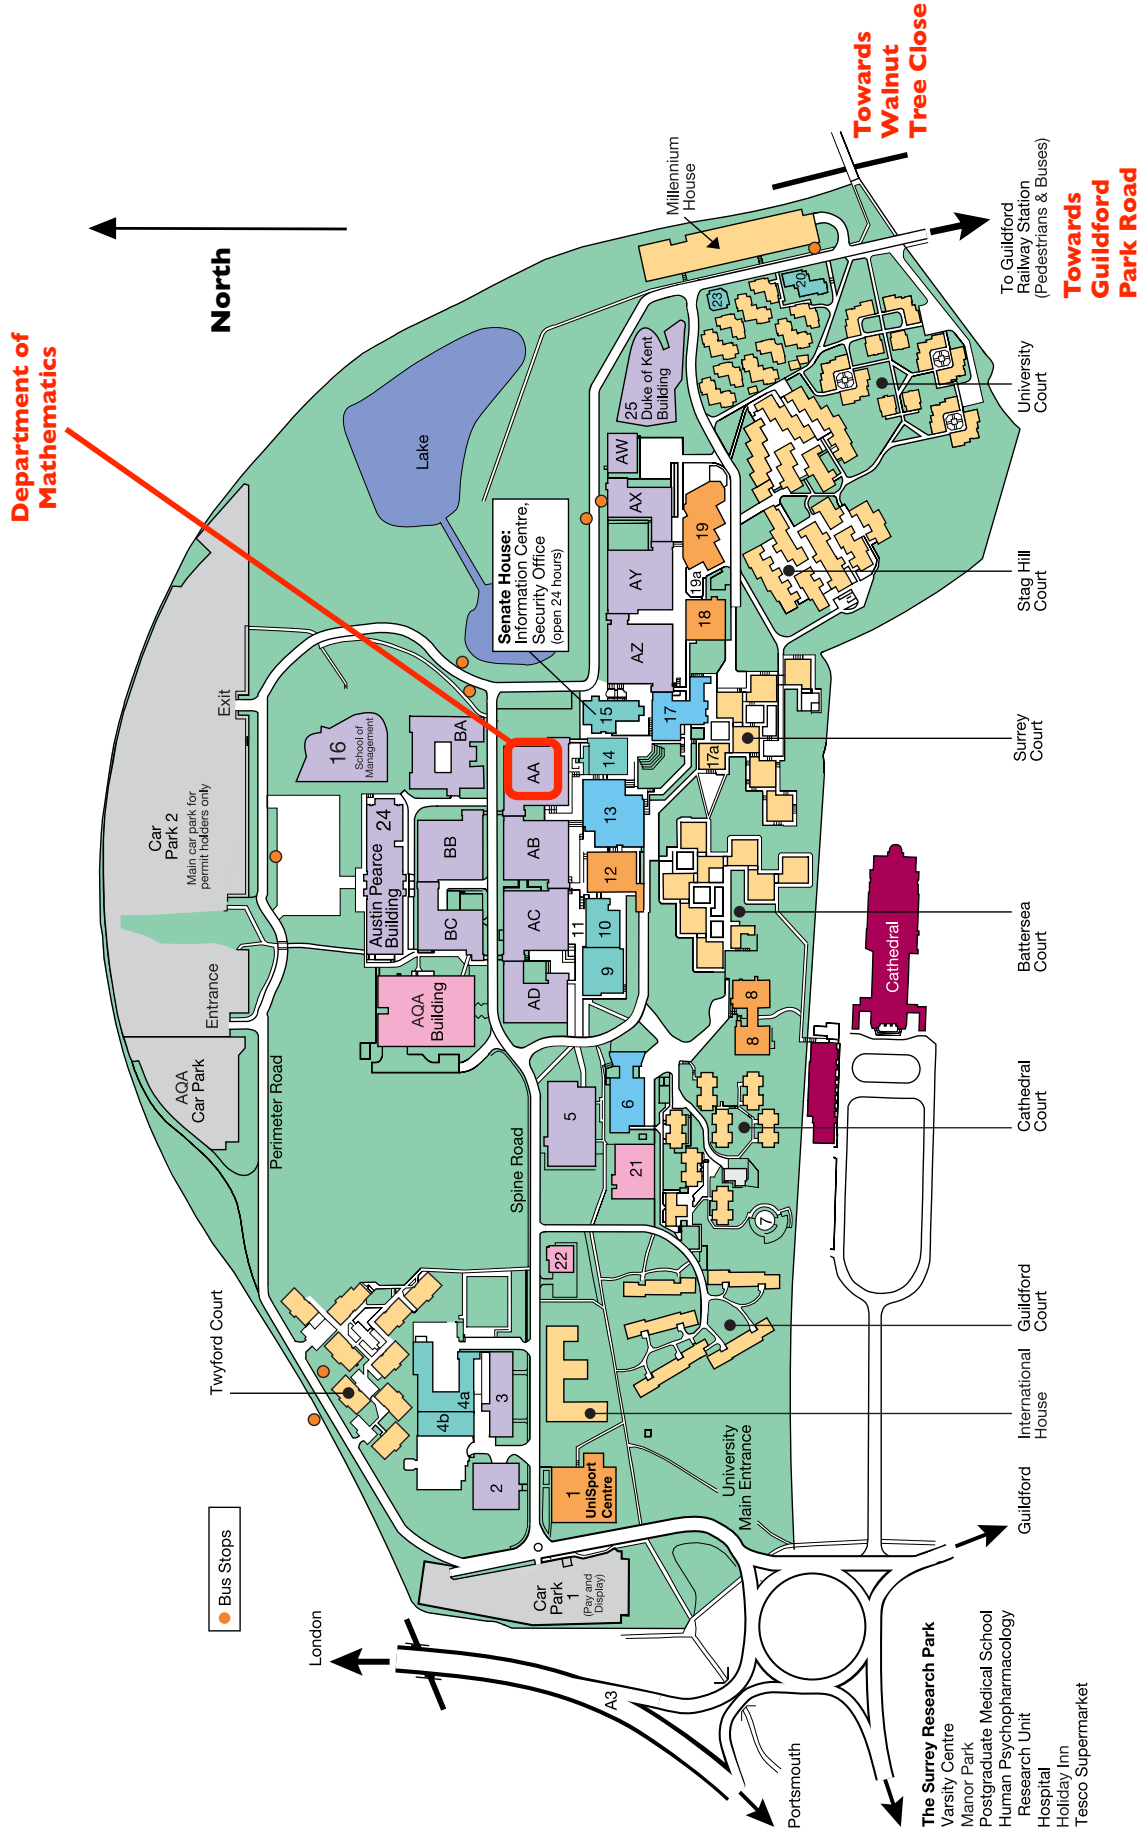 Department of
Mathematics
North
Towards
Walnut
Tree Close
Towards
Guildford
Park Road
To Guildford
Railway Station
(Pedestrians & Buses)
Millennium
House
Lake
Car
Park 2
Main car park for
permit holders only
Exit
Entrance
AQA
Car Park
Perimeter Road
Spine Road
16
School of
Management
BA
Austin Pearce
Building
24
BB
BC
AQA
Building
AA
AB
AC
AD
Senate House:
Information Centre,
Security Office
(open 24 hours)
25
Duke of Kent
Building
AW
AX
AY
AZ
23
20
19
19a
18
17
17a
15
14
13
12
11
10
9
8
8
7
6
5
21
22
4b
4a
3
2
1
UniSport
Centre
University
Main Entrance
Car
Park
1
(Pay and
Display)
Twyford Court
Bus Stops
London
A3
Portsmouth
Guildford
University
Court
Stag Hill
Court
Surrey
Court
Battersea
Court
Cathedral
Cathedral
Court
Guildford
Court
International
House
The Surrey Research Park
Varsity Centre
Manor Park
Postgraduate Medical School
Human Psychopharmacology
Research Unit
Hospital
Holiday Inn
Tesco Supermarket